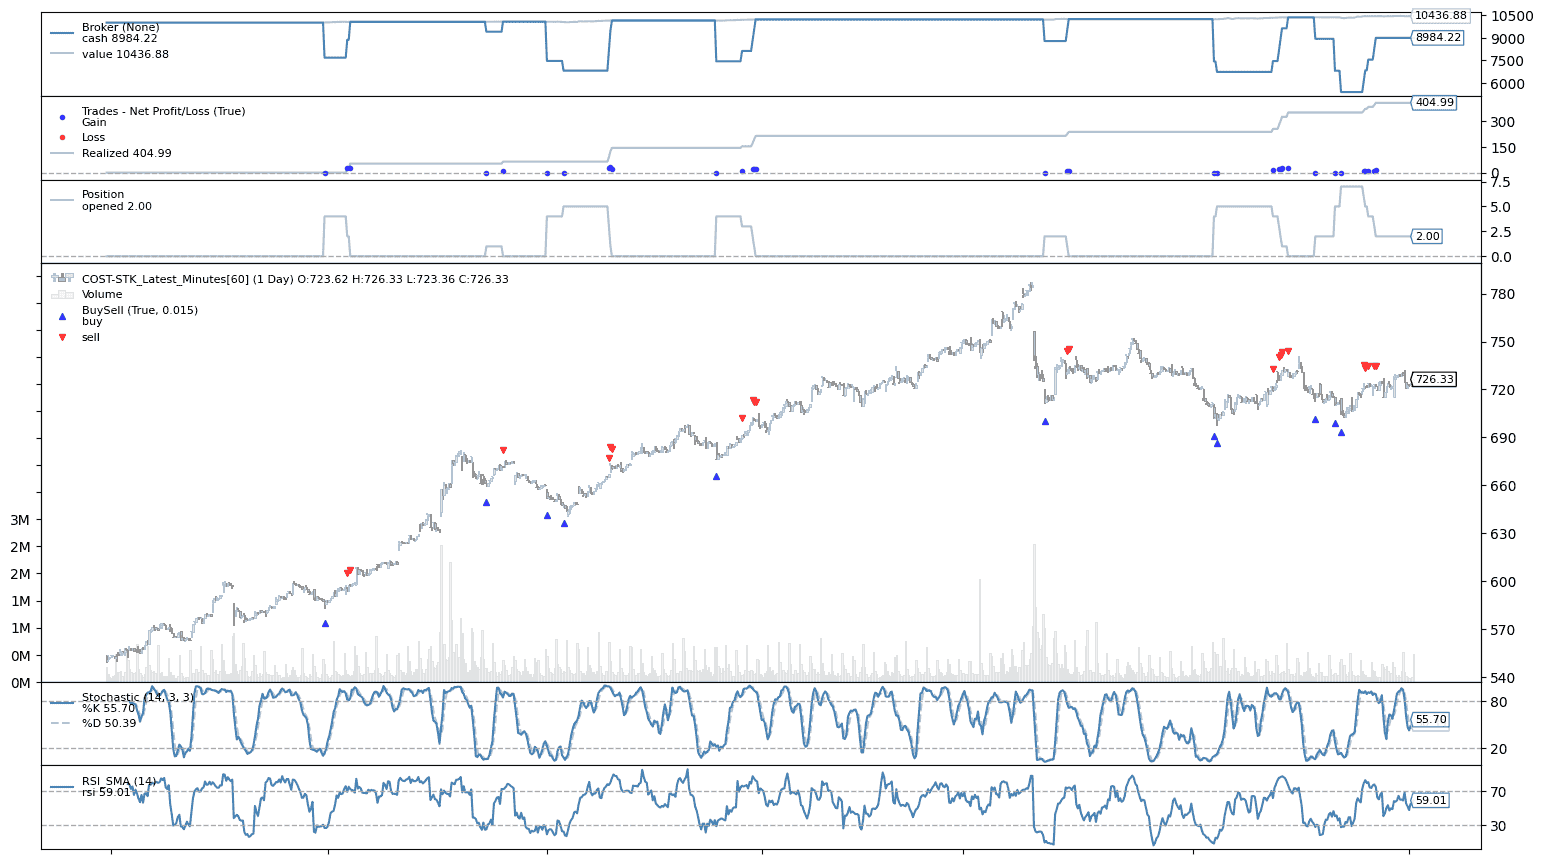 Broker (None)
cash 8984.22
value 10436.88
10500
9000
7500
6000
10436.88
8984.22
Trades - Net Profit/Loss (True)
Gain
Loss
Realized 404.99
404.99
300
150
0
Position
opened 2.00
7.5
5.0
2.5
0.0
2.00
COST-STK_Latest_Minutes[60] (1 Day) O:723.62 H:726.33 L:723.36 C:726.33
Volume
BuySell (True, 0.015)
buy
sell
780
750
720
690
660
630
600
570
540
726.33
3M
2M
2M
1M
1M
0M
0M
Stochastic (14, 3, 3)
%K 55.70
%D 50.39
80
20
55.70
RSI_SMA (14)
rsi 59.01
70
30
59.01